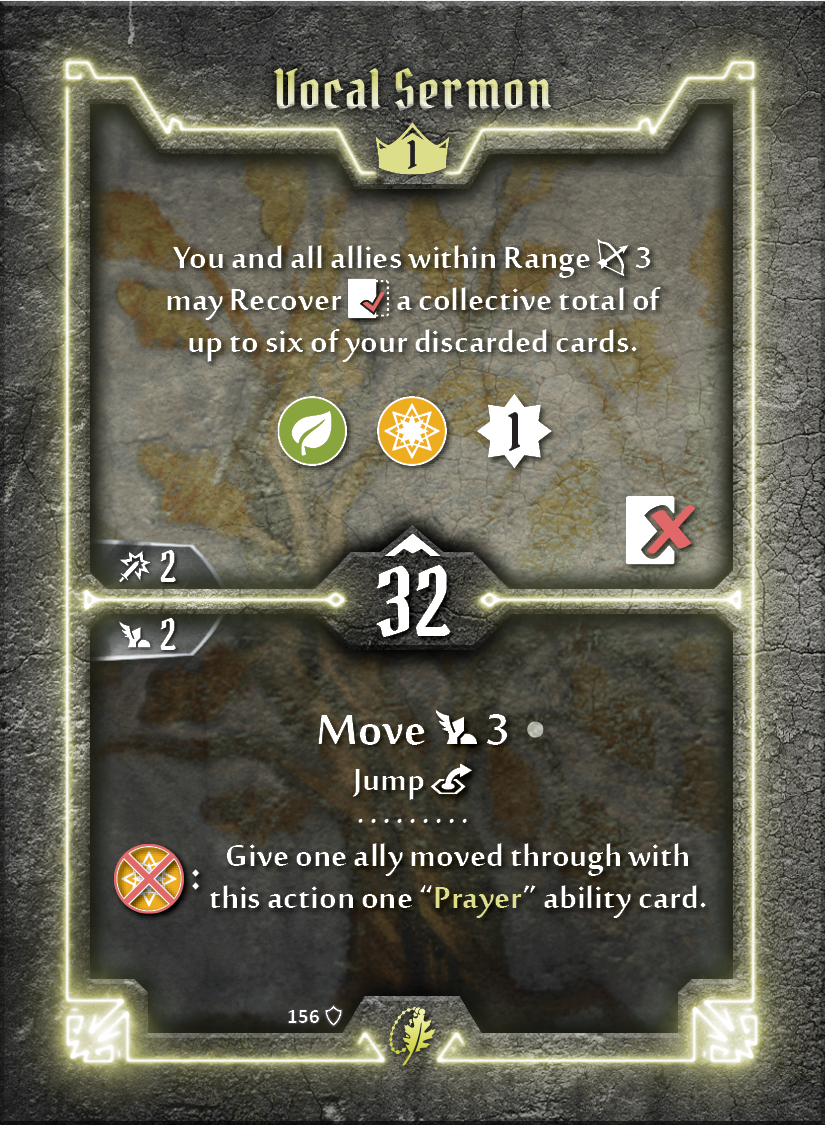 Vocal Sermon
1
You and all allies within Range 3
may Recover a collective total of
up to six of your discarded cards.
1
2
32
2
Move 3
Jump
Give one ally moved through with
: this action one “Prayer” ability card.
156